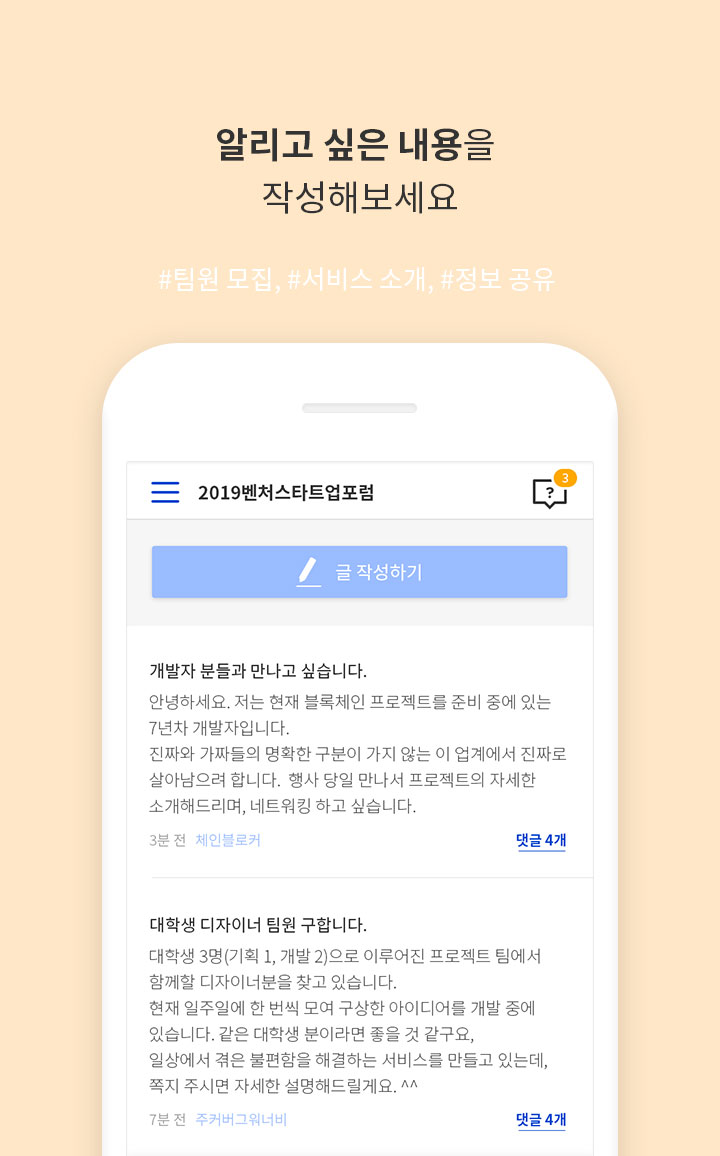 알리고 싶은 내용을
작성해보세요
#팀원 모집, #서비스 소개, #정보 공유
2019벤처스타트업포럼
?
3
글 작성하기
개발자 분들과 만나고 싶습니다.
안녕하세요. 저는 현재 블록체인 프로젝트를 준비 중에 있는
7년차 개발자입니다.
진짜와 가짜들의 명확한 구분이 가지 않는 이 업계에서 진짜로
살아남으려 합니다. 행사 당일 만나서 프로젝트의 자세한
소개해드리며, 네트워킹 하고 싶습니다.
3분 전 체인블로커 댓글 4개
대학생 디자이너 팀원 구합니다.
대학생 3명(기획 1, 개발 2)으로 이루어진 프로젝트 팀에서
함께할 디자이너분을 찾고 있습니다.
현재 일주일에 한 번씩 모여 구상한 아이디어를 개발 중에
있습니다. 같은 대학생 분이라면 좋을 것 같구요,
일상에서 겪은 불편함을 해결하는 서비스를 만들고 있는데,
쪽지 주시면 자세한 설명해드릴게요. ^^
7분 전 주커버그워너비 댓글 4개